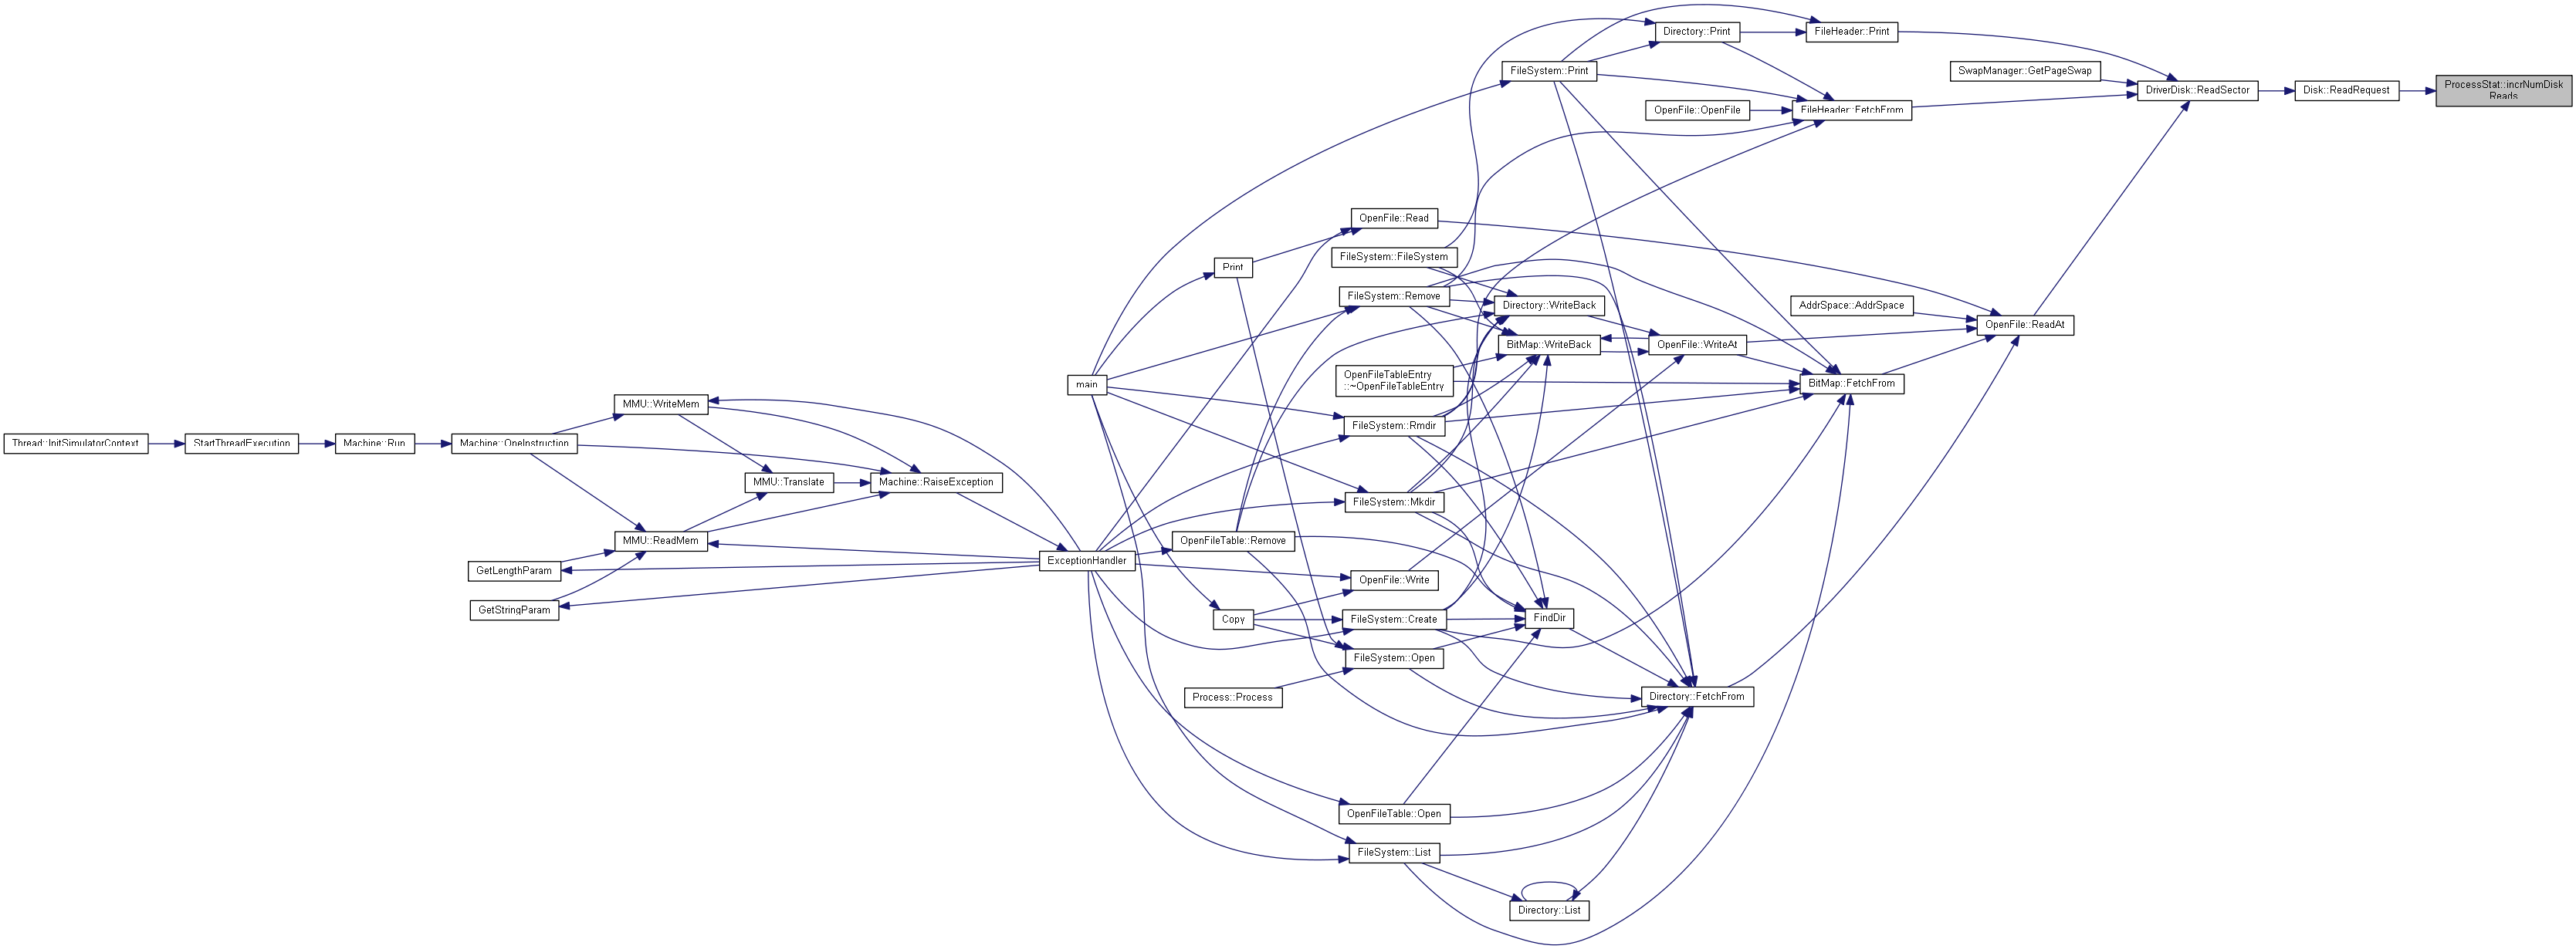 Directory::Print
FileHeader::Print
FileSystem::Print
SwapManager::GetPageSwap
ProcessStat::incrNumDisk
Reads
DriverDisk::ReadSector
Disk::ReadRequest
OpenFile::OpenFile
FileHeader::FetchFrom
OpenFile::Read
FileSystem::FileSystem
Print
FileSystem::Remove
Directory::WriteBack
AddrSpace::AddrSpace
OpenFile::ReadAt
BitMap::WriteBack
OpenFile::WriteAt
OpenFileTableEntry
::~OpenFileTableEntry
main
BitMap::FetchFrom
MMU::WriteMem
FileSystem::Rmdir
Thread::InitSimulatorContext
StartThreadExecution
Machine::Run
Machine::OneInstruction
MMU::Translate
Machine::RaiseException
FileSystem::Mkdir
MMU::ReadMem
OpenFileTable::Remove
ExceptionHandler
GetLengthParam
OpenFile::Write
GetStringParam
Copy
FileSystem::Create
FindDir
FileSystem::Open
Process::Process
Directory::FetchFrom
OpenFileTable::Open
FileSystem::List
Directory::List